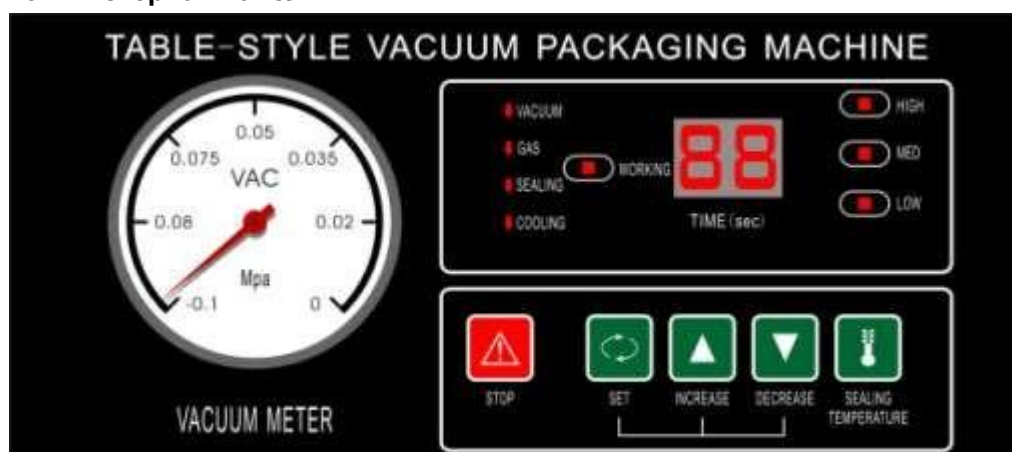 TABLE-STYLE VACUUM PACKAGING MACHINE
0.05
0.075
0.035
VAC
0.08
0.02
Mpa
-0.1
0
VACUUM METER
VACUUM
GAS
SEALING
COOLING
WORKING
88
TIME(sec)
HIGH
MED
LOW
STOP
SET
INCREASE
DECREASE
SEALING
TEMPERATURE